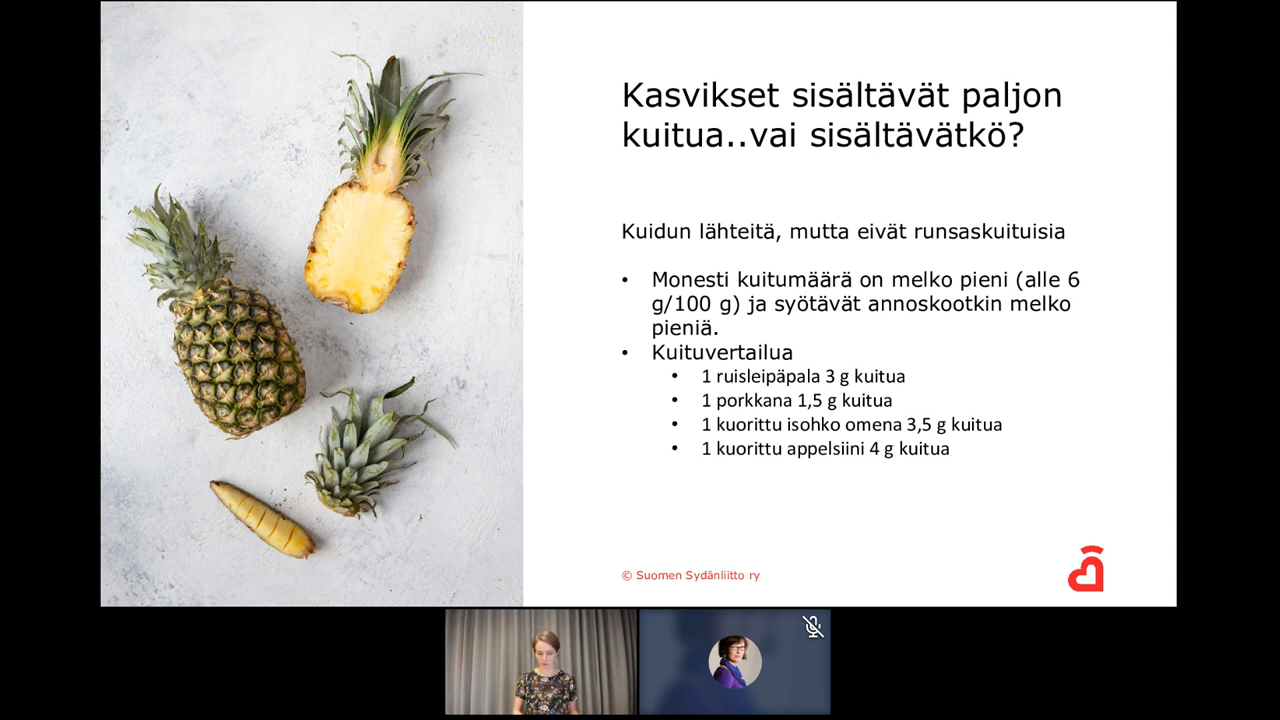 Kasvikset sisältävät paljon
kuitua..vai sisältävätkö?
Kuidun lähteitä, mutta eivät runsaskuituisia
• Monesti kuitumäärä on melko pieni (alle 6
g/100 g) ja syötävät annoskootkin melko
pieniä.
• Kuituvertailua
• 1 ruisleipäpala 3 g kuitua
• 1 porkkana 1,5 g kuitua
• 1 kuorittu isohko omena 3,5 g kuitua
• 1 kuorittu appelsiini 4 g kuitua
© Suomen Sydänliitto ry